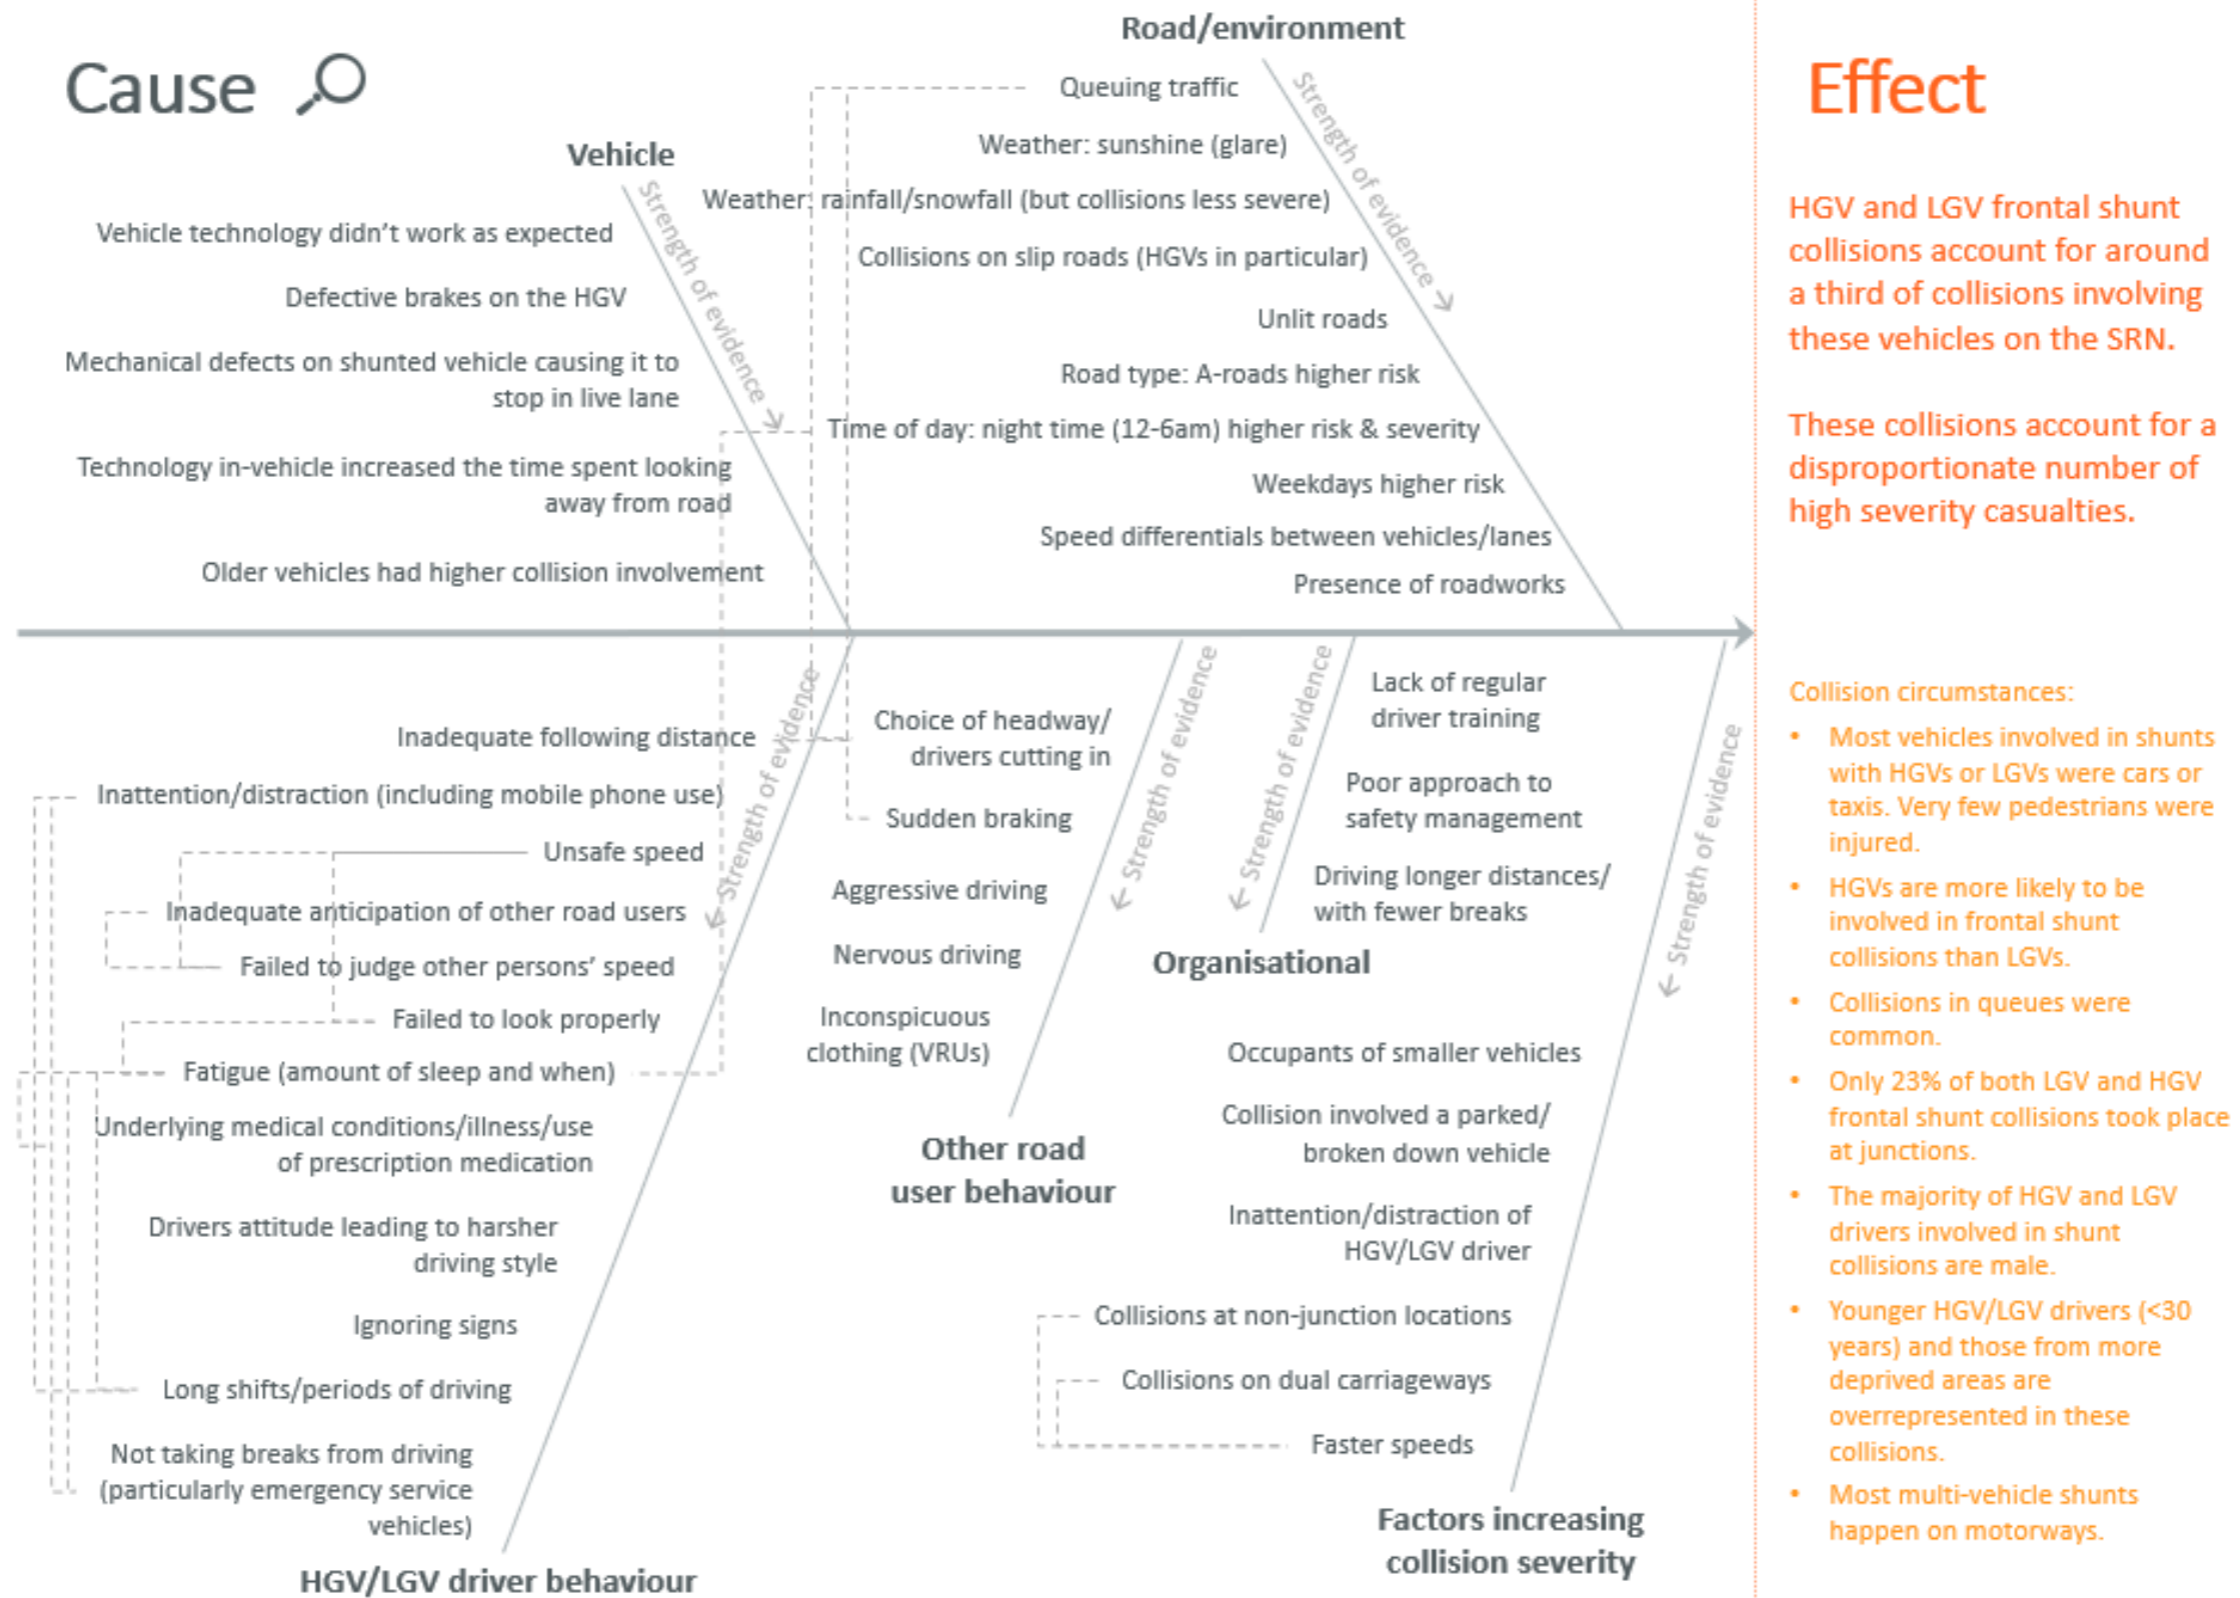 Cause
Vehicle
Strength of evidence →
Vehicle technology didn't work as expected
Defective brakes on the HGV
Mechanical defects on shunted vehicle causing it to
stop in live lane
Technology in-vehicle increased the time spent looking
away from road
Older vehicles had higher collision involvement
Road/environment
Strength of evidence →
Queuing traffic
Weather: sunshine (glare)
Weather: rainfall/snowfall (but collisions less severe)
Collisions on slip roads (HGVs in particular)
Unlit roads
Road type: A-roads higher risk
Time of day: night time (12-6am) higher risk & severity
Weekdays higher risk
Speed differentials between vehicles/lanes
Presence of roadworks
Inadequate following distance
Inattention/distraction (including mobile phone use)
Unsafe speed
Inadequate anticipation of other road users
Failed to judge other persons' speed
Failed to look properly
Fatigue (amount of sleep and when)
Underlying medical conditions/illness/use
of prescription medication
Drivers attitude leading to harsher
driving style
Ignoring signs
Long shifts/periods of driving
Not taking breaks from driving
(particularly emergency service
vehicles)
← Strength of evidence
HGV/LGV driver behaviour
Choice of headway/
drivers cutting in
Sudden braking
Aggressive driving
Nervous driving
Inconspicuous
clothing (VRUs)
← Strength of evidence
Other road
user behaviour
← Strength of evidence
Lack of regular
driver training
Poor approach to
safety management
Driving longer distances/
with fewer breaks
Organisational
Occupants of smaller vehicles
Collision involved a parked/
broken down vehicle
Inattention/distraction of
HGV/LGV driver
Collisions at non-junction locations
Collisions on dual carriageways
Faster speeds
← Strength of evidence
Factors increasing
collision severity
Effect
HGV and LGV frontal shunt
collisions account for around
a third of collisions involving
these vehicles on the SRN.
These collisions account for a
disproportionate number of
high severity casualties.
Collision circumstances:
• Most vehicles involved in shunts
with HGVs or LGVs were cars or
taxis. Very few pedestrians were
injured.
• HGVs are more likely to be
involved in frontal shunt
collisions than LGVs.
• Collisions in queues were
common.
• Only 23% of both LGV and HGV
frontal shunt collisions took place
at junctions.
• The majority of HGV and LGV
drivers involved in shunt
collisions are male.
• Younger HGV/LGV drivers (<30
years) and those from more
deprived areas are
overrepresented in these
collisions.
• Most multi-vehicle shunts
happen on motorways.